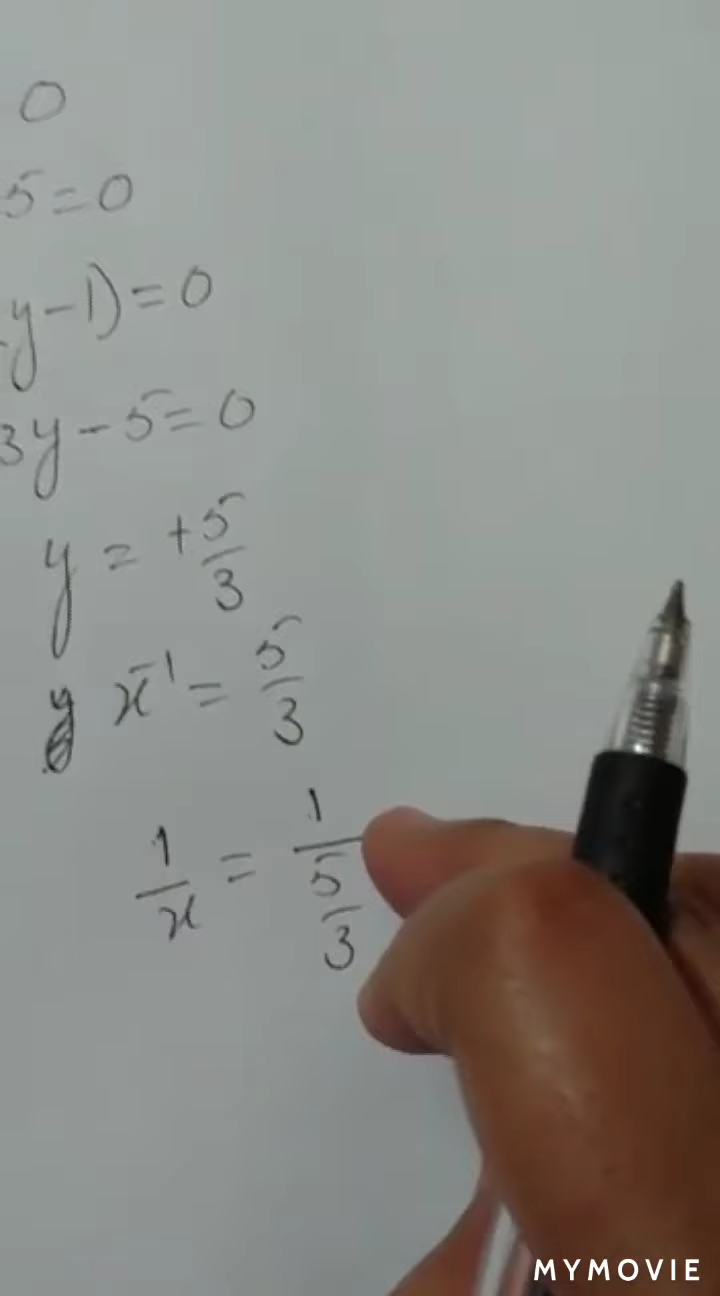 0
5=0
y-1)=0
3y-5=0
y = +5/3
x⁻¹ = 5/3
1/x = 1/(5/3)
MYMOVIE